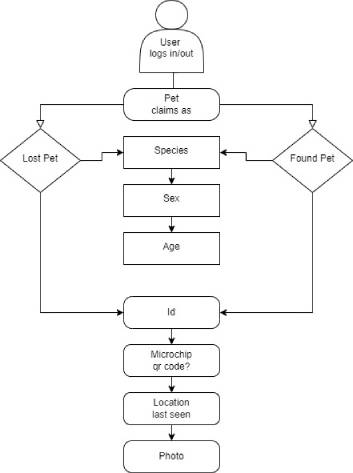 User
logs in/out
Pet
claims as
Lost Pet
Species
Found Pet
Sex
Age
Id
Microchip
qr code?
Location
last seen
Photo